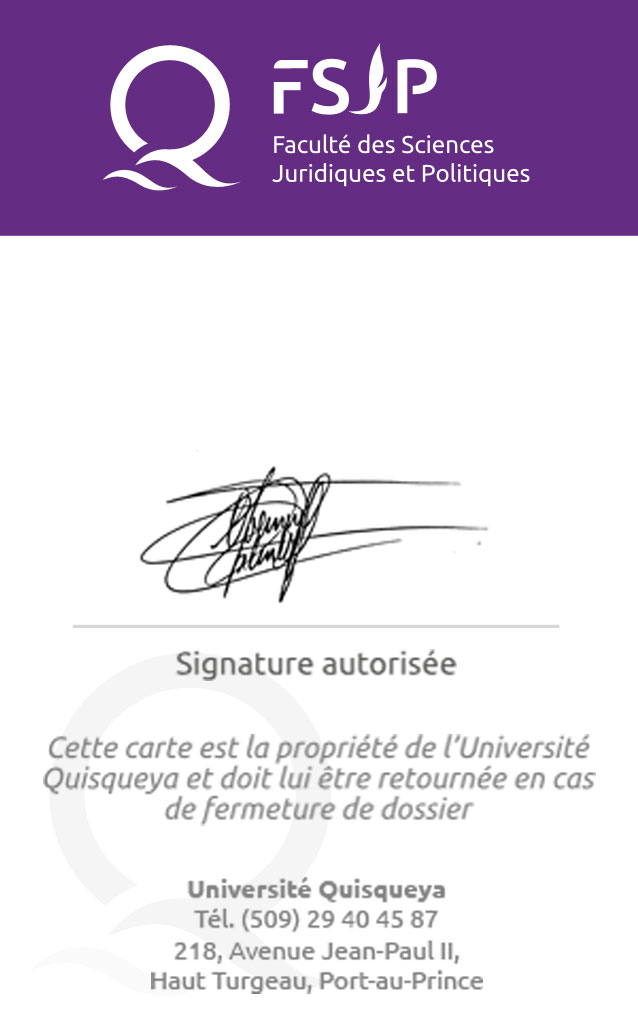 FSJP
Faculté des Sciences
Juridiques et Politiques
Signature autorisée
Cette carte est la propriété de l'Université
Quisqueya et doit lui être retournée en cas
de fermeture de dossier
Université Quisqueya
Tél. (509) 29 40 45 87
218, Avenue Jean-Paul II,
Haut Turgeau, Port-au-Prince